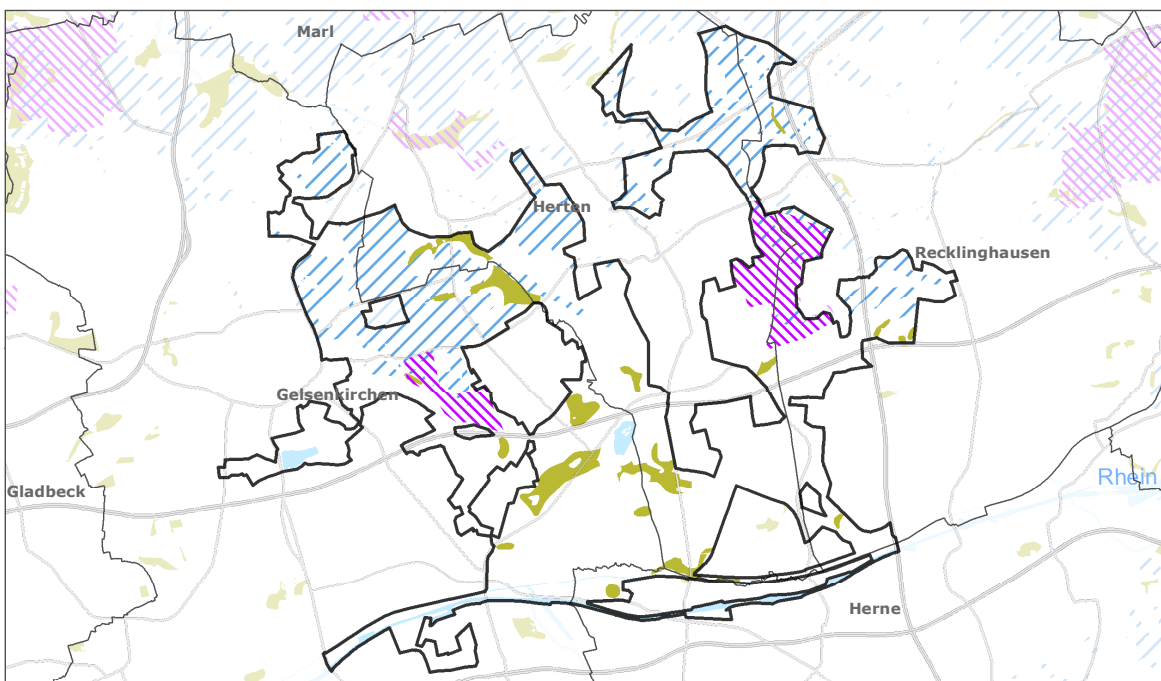 Marl
Herten
Recklinghausen
Gelsenkirchen
Gladbeck
Rhein
Herne